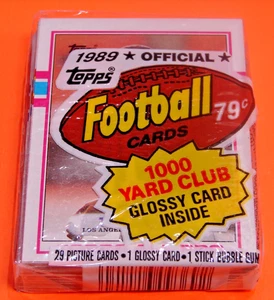 1989 ★ OFFICIAL ★
Topps
Football
CARDS
79¢
1000
YARD CLUB
GLOSSY CARD
INSIDE
LOS ANGEL
29 PICTURE CARDS • 1 GLOSSY CARD • 1 STICK BUBBLE GUM